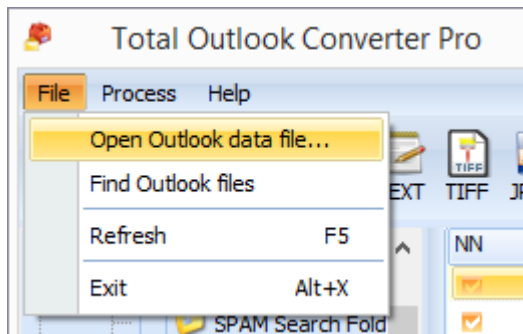 Total Outlook Converter Pro
File Process Help
Open Outlook data file...
Find Outlook files
TIFF
TIFF
NN
Refresh F5
Exit Alt+X
SPAM Search Fold